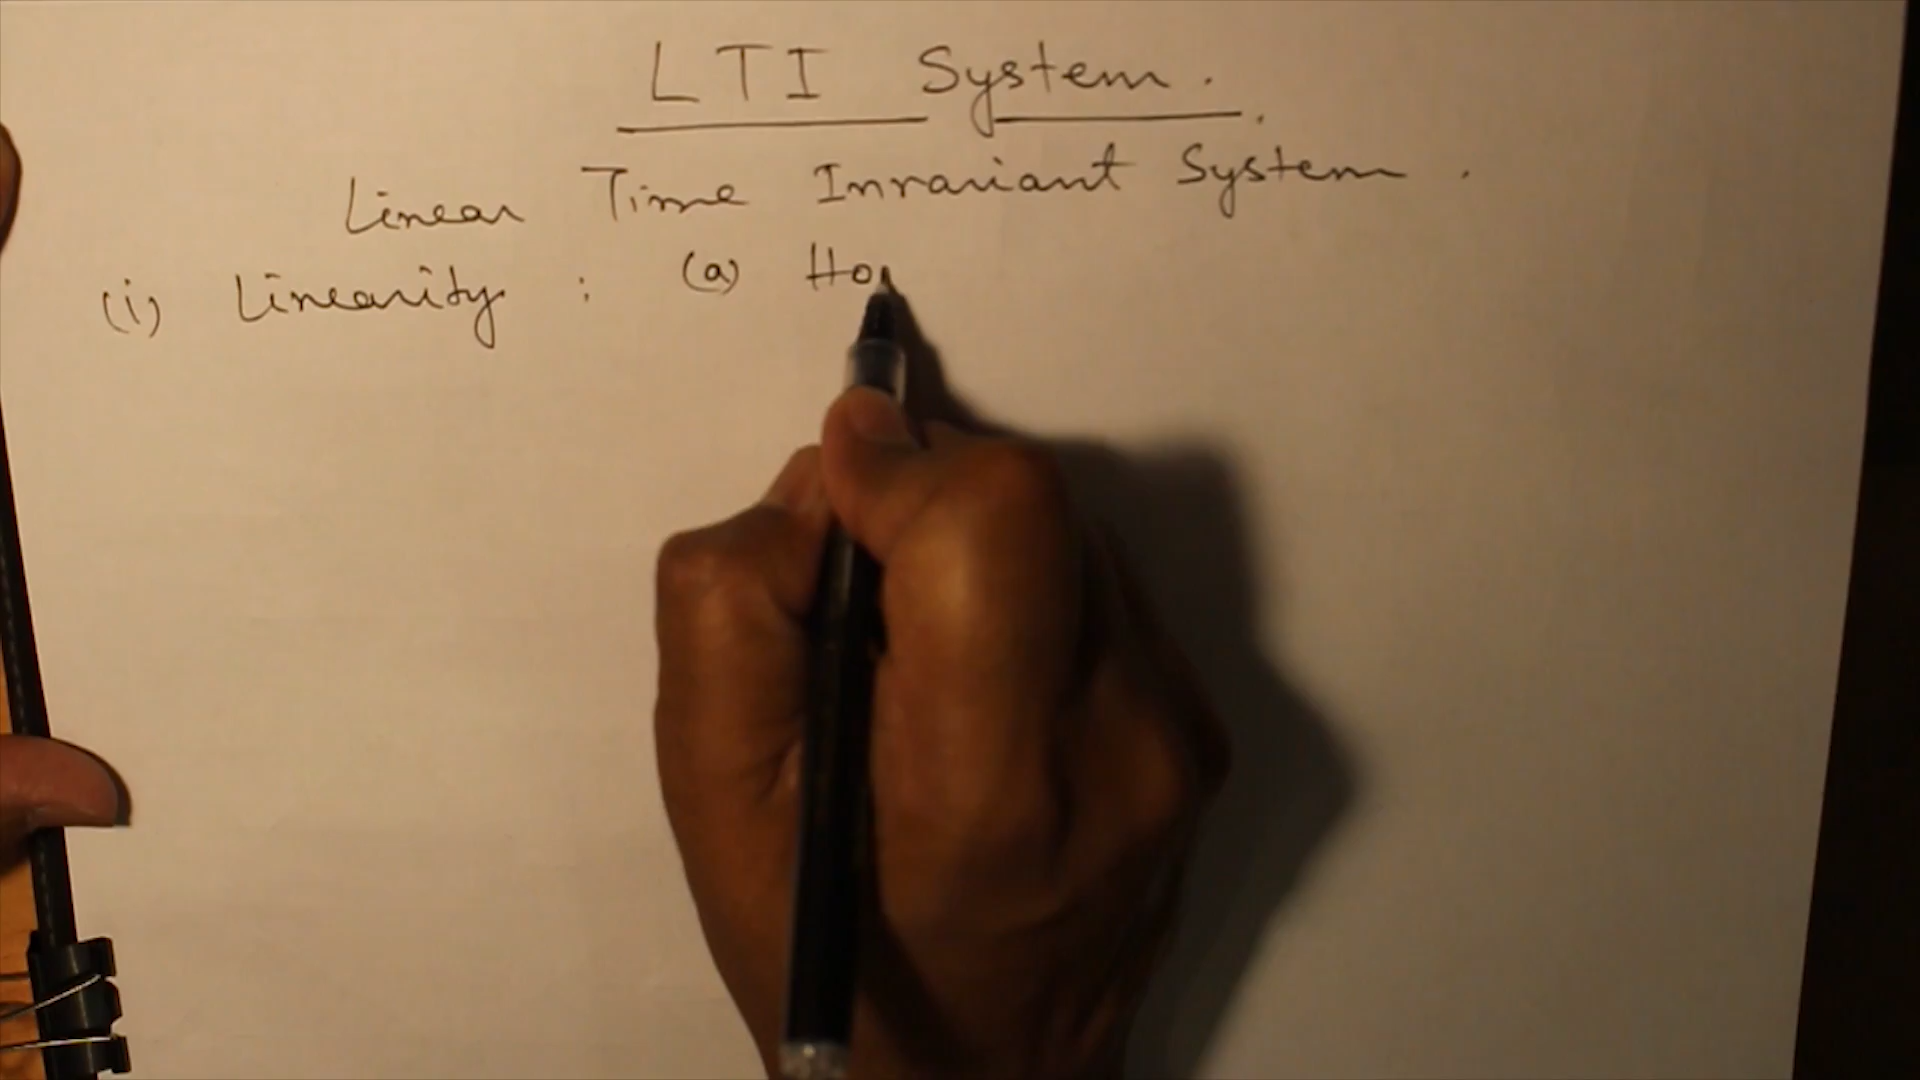 LTI System.
Linear Time Invariant System.
(i) Linearity : (a) Ho